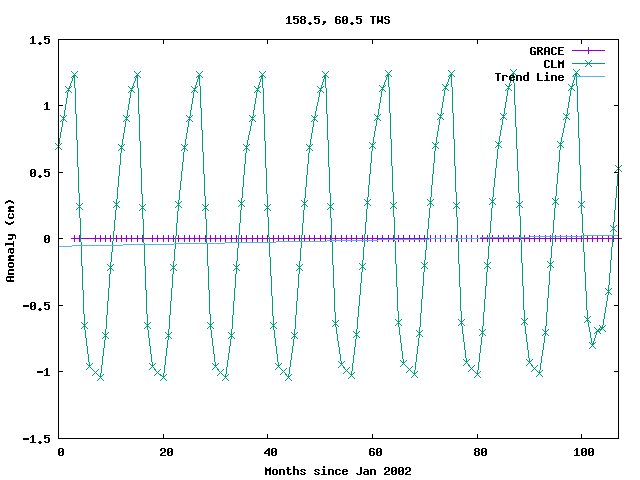 158.5, 60.5 TWS
GRACE
CLM
Trend Line
1.5
1
0.5
0
-0.5
-1
-1.5
Anomaly (cm)
0 20 40 60 80 100
Months since Jan 2002